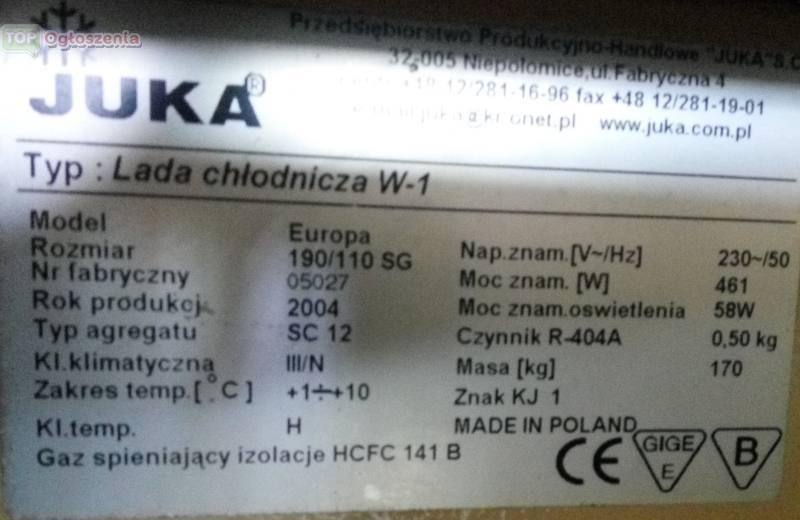 TOP Ogłoszenia
JUKA®
Przedsiębiorstwo Produkcyjno-Handlowe "JUKA" S.C
32-005 Niepołomice, ul.Fabryczna 4
+48 12/281-16-96 fax +48 12/281-19-01
www.juka.com.pl
Typ : Lada chłodnicza W-1
Model Europa
Rozmiar 190/110 SG
Nr fabryczny 05027
Rok produkcj 2004
Typ agregatu SC 12
Kl.klimatyczna III/N
Zakres temp.[°C] +1÷+10
Kl.temp. H
Gaz spieniający izolacje HCFC 141 B
Nap.znam.[V~/Hz] 230~/50
Moc znam. [W] 461
Moc znam.oswietlenia 58W
Czynnik R-404A 0,50 kg
Masa [kg] 170
Znak KJ 1
MADE IN POLAND
CE
GIGE
E
B